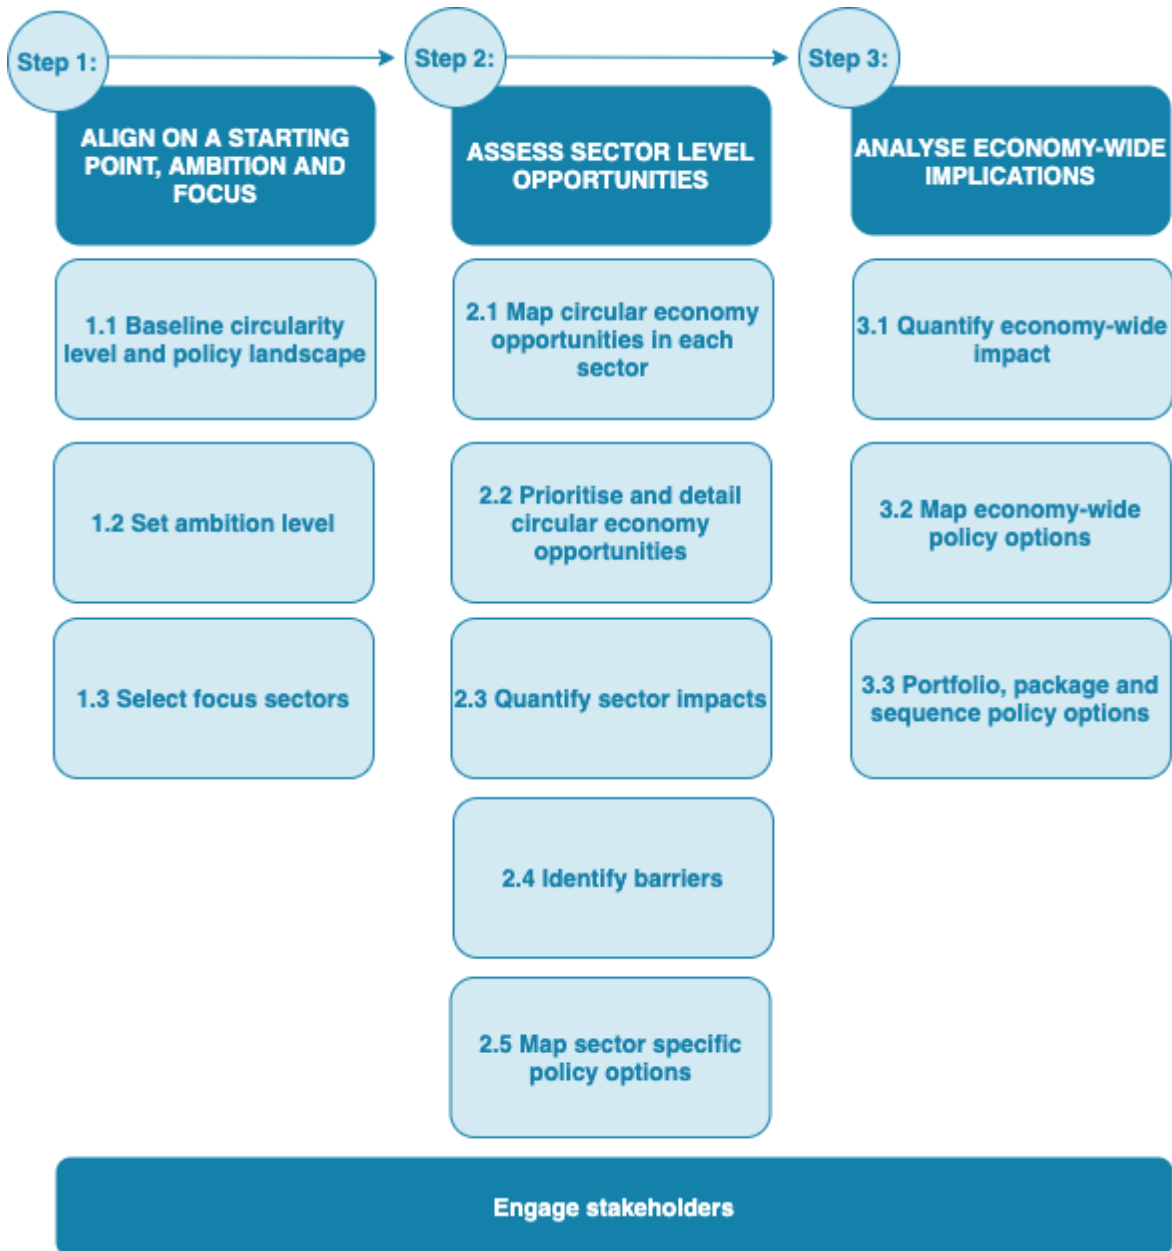 Step 1:
ALIGN ON A STARTING
POINT, AMBITION AND
FOCUS
1.1 Baseline circularity
level and policy landscape
1.2 Set ambition level
1.3 Select focus sectors
Step 2:
ASSESS SECTOR LEVEL
OPPORTUNITIES
2.1 Map circular economy
opportunities in each
sector
2.2 Prioritise and detail
circular economy
opportunities
2.3 Quantify sector impacts
2.4 Identify barriers
2.5 Map sector specific
policy options
Step 3:
ANALYSE ECONOMY-WIDE
IMPLICATIONS
3.1 Quantify economy-wide
impact
3.2 Map economy-wide
policy options
3.3 Portfolio, package and
sequence policy options
Engage stakeholders